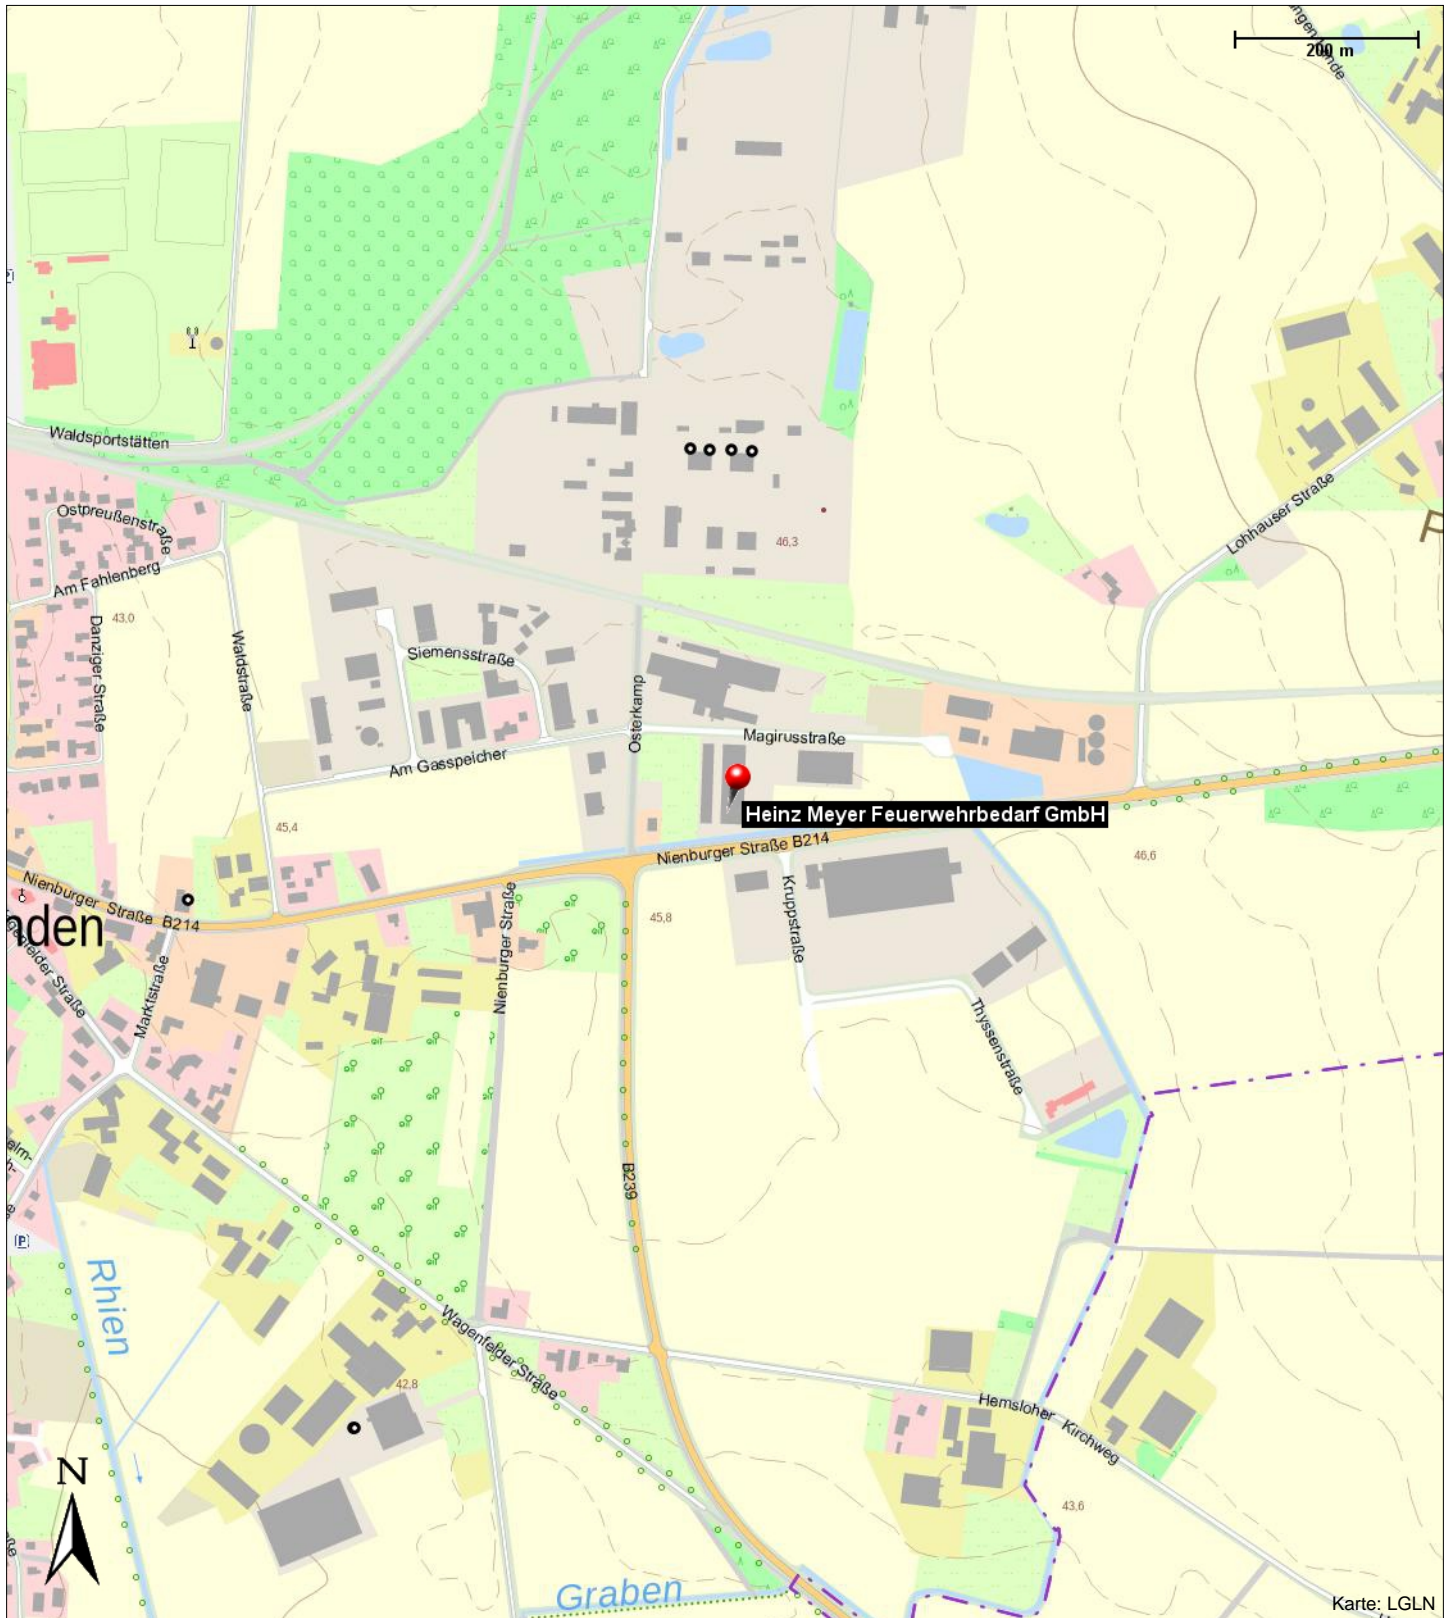 200 m
Waldsportstätten
Ostpreußenstraße
Am Fahlenberg
43,0
Danziger Straße
Waldstraße
Siemensstraße
Am Gasspeicher
Osterkamp
46,3
Lohhauser Straße
Magirusstraße
Heinz Meyer Feuerwehrbedarf GmbH
45,4
Nienburger Straße B214
46,6
Nienburger Straße B214
nden
45,8
Kruppstraße
Nienburger Straße
Marktstraße
Thyssenstraße
B239
P
Rhien
Wagenfelder Straße
42,8
Hemsloher Kirchweg
43,6
N
Graben
Karte: LGLN